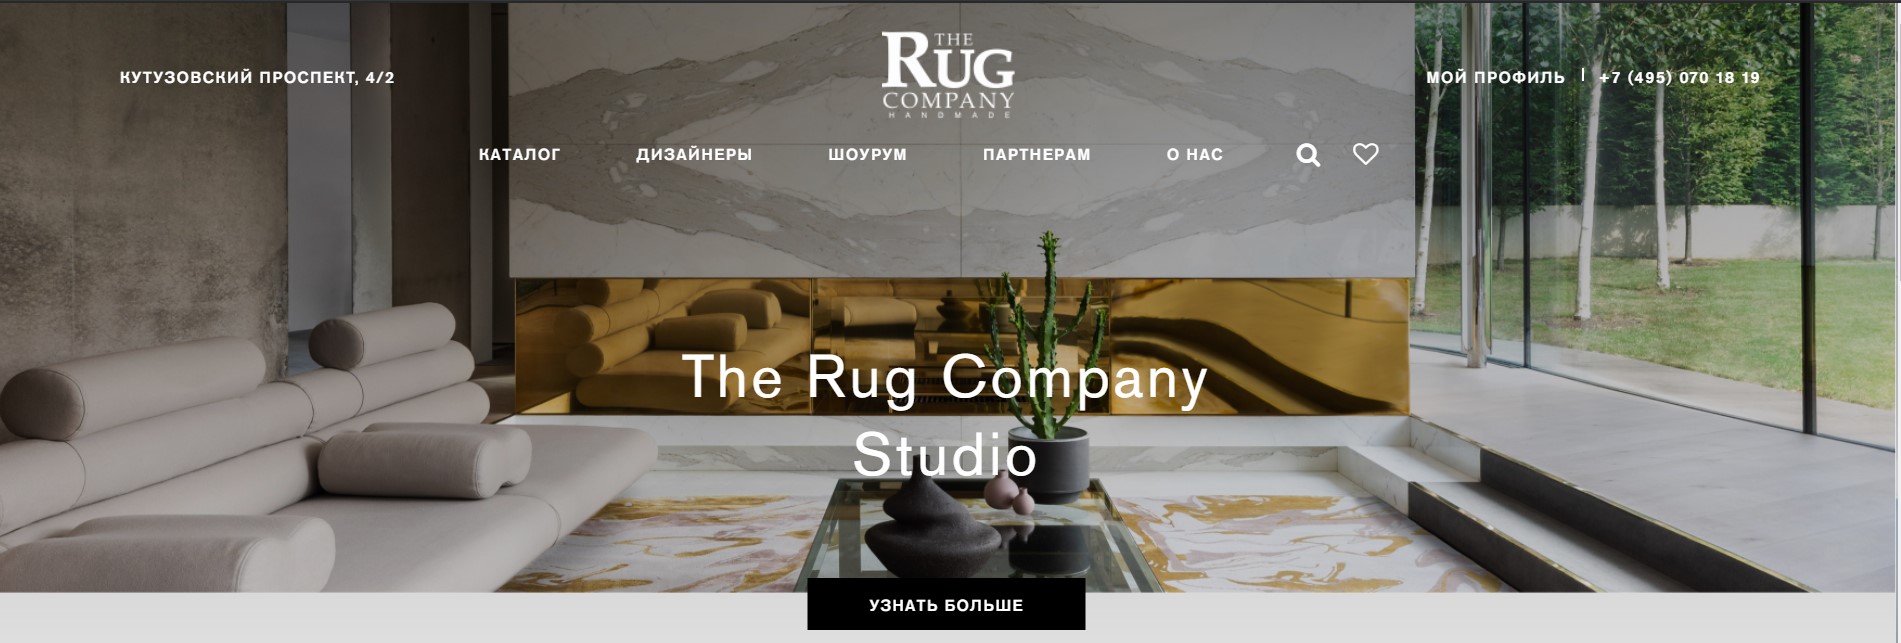 КУТУЗОВСКИЙ ПРОСПЕКТ, 4/2
THE
RUG
COMPANY
HANDMADE
МОЙ ПРОФИЛЬ | +7 (495) 070 18 19
КАТАЛОГ ДИЗАЙНЕРЫ ШОУРУМ ПАРТНЕРАМ О НАС
The Rug Company
Studio
УЗНАТЬ БОЛЬШЕ